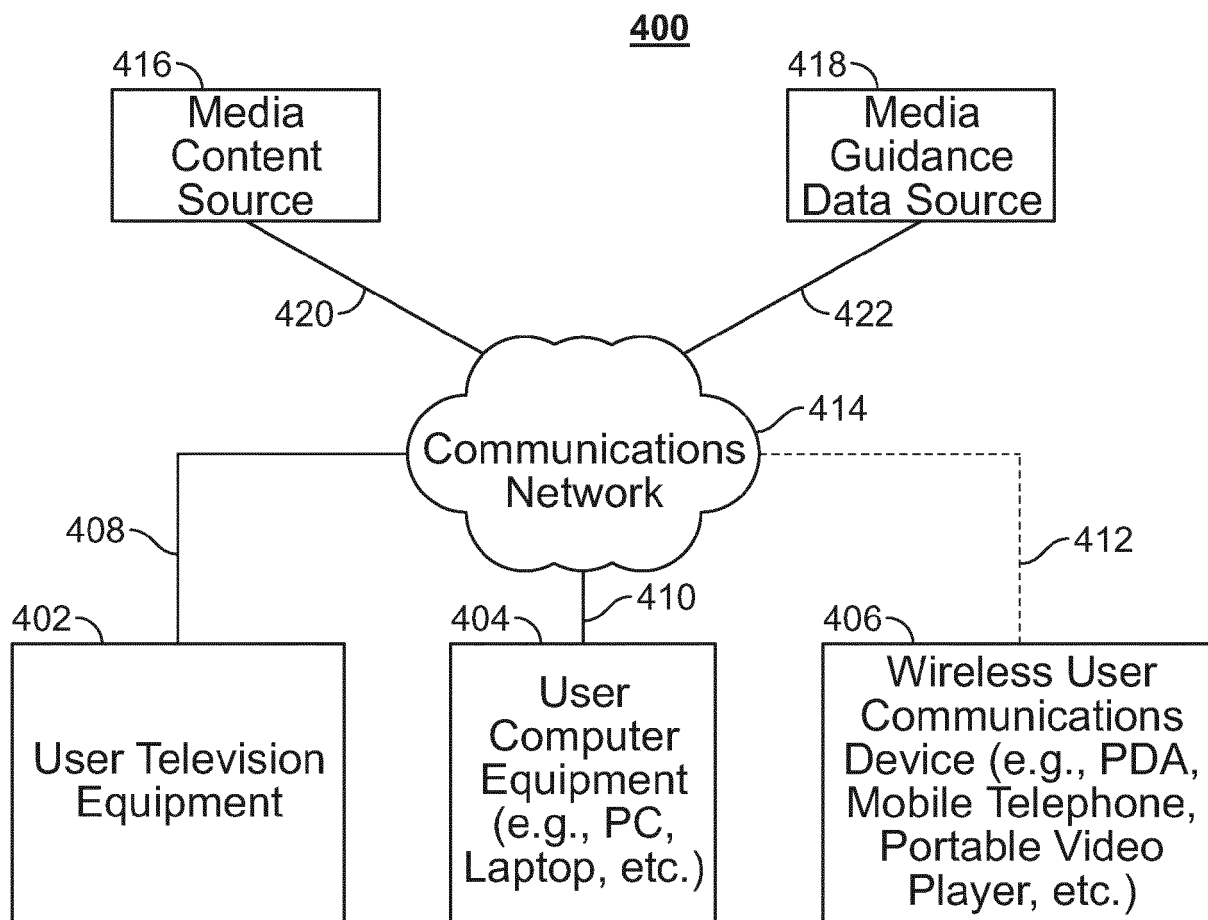 400
416
Media
Content
Source
418
Media
Guidance
Data Source
420
422
414
Communications
Network
408
412
410
402
User Television
Equipment
404
User
Computer
Equipment
(e.g., PC,
Laptop, etc.)
406
Wireless User
Communications
Device (e.g., PDA,
Mobile Telephone,
Portable Video
Player, etc.)